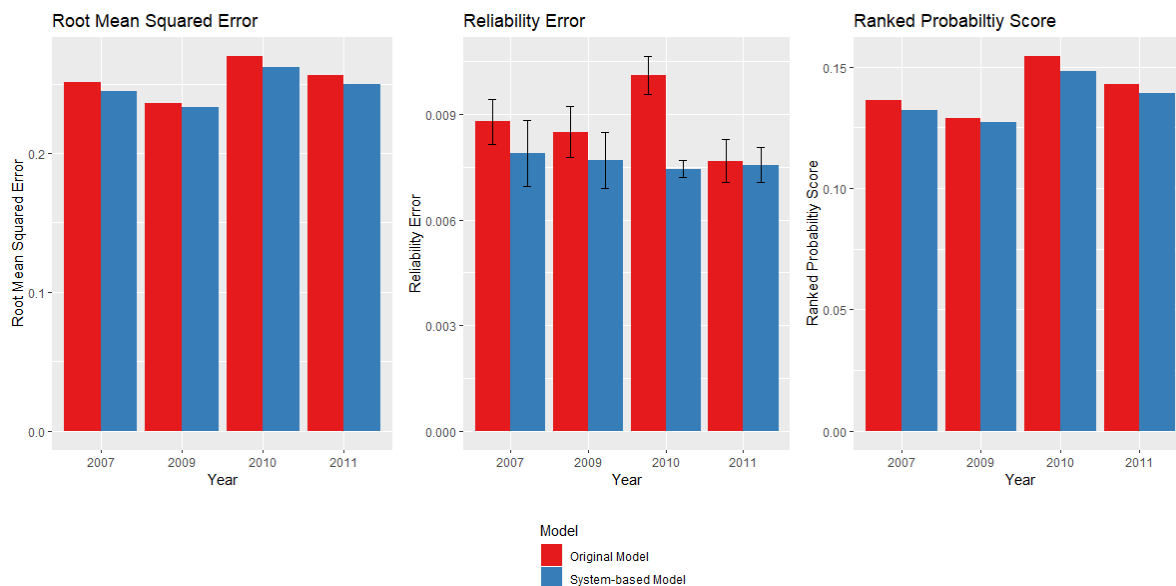 Root Mean Squared Error
Root Mean Squared Error
0.2
0.1
0.0
2007 2009 2010 2011
Year
Reliability Error
Reliability Error
0.009
0.006
0.003
0.000
2007 2009 2010 2011
Year
Ranked Probabiltiy Score
Ranked Probabiltiy Score
0.15
0.10
0.05
0.00
2007 2009 2010 2011
Year
Model
Original Model
System-based Model